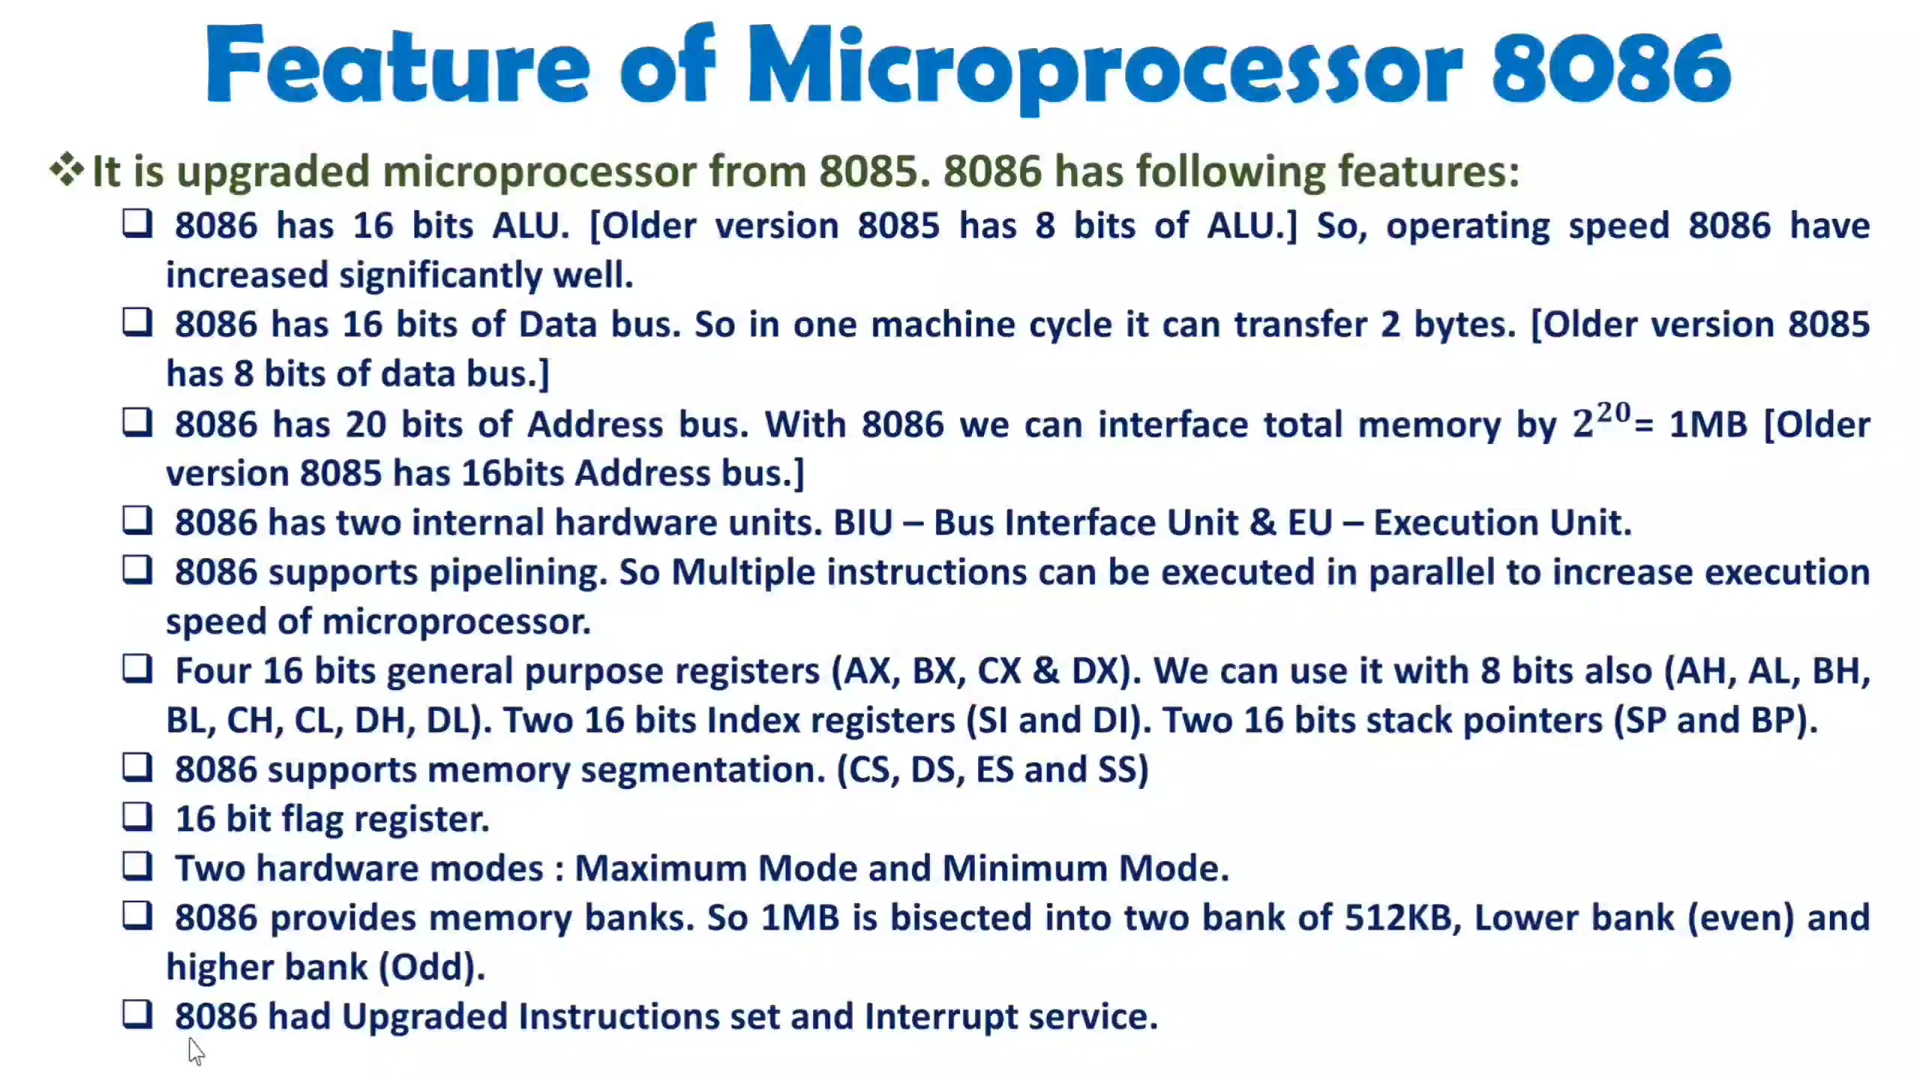 Feature of Microprocessor 8086
❖It is upgraded microprocessor from 8085. 8086 has following features:
❑ 8086 has 16 bits ALU. [Older version 8085 has 8 bits of ALU.] So, operating speed 8086 have
increased significantly well.
❑ 8086 has 16 bits of Data bus. So in one machine cycle it can transfer 2 bytes. [Older version 8085
has 8 bits of data bus.]
❑ 8086 has 20 bits of Address bus. With 8086 we can interface total memory by 2²⁰= 1MB [Older
version 8085 has 16bits Address bus.]
❑ 8086 has two internal hardware units. BIU – Bus Interface Unit & EU – Execution Unit.
❑ 8086 supports pipelining. So Multiple instructions can be executed in parallel to increase execution
speed of microprocessor.
❑ Four 16 bits general purpose registers (AX, BX, CX & DX). We can use it with 8 bits also (AH, AL, BH,
BL, CH, CL, DH, DL). Two 16 bits Index registers (SI and DI). Two 16 bits stack pointers (SP and BP).
❑ 8086 supports memory segmentation. (CS, DS, ES and SS)
❑ 16 bit flag register.
❑ Two hardware modes : Maximum Mode and Minimum Mode.
❑ 8086 provides memory banks. So 1MB is bisected into two bank of 512KB, Lower bank (even) and
higher bank (Odd).
❑ 8086 had Upgraded Instructions set and Interrupt service.